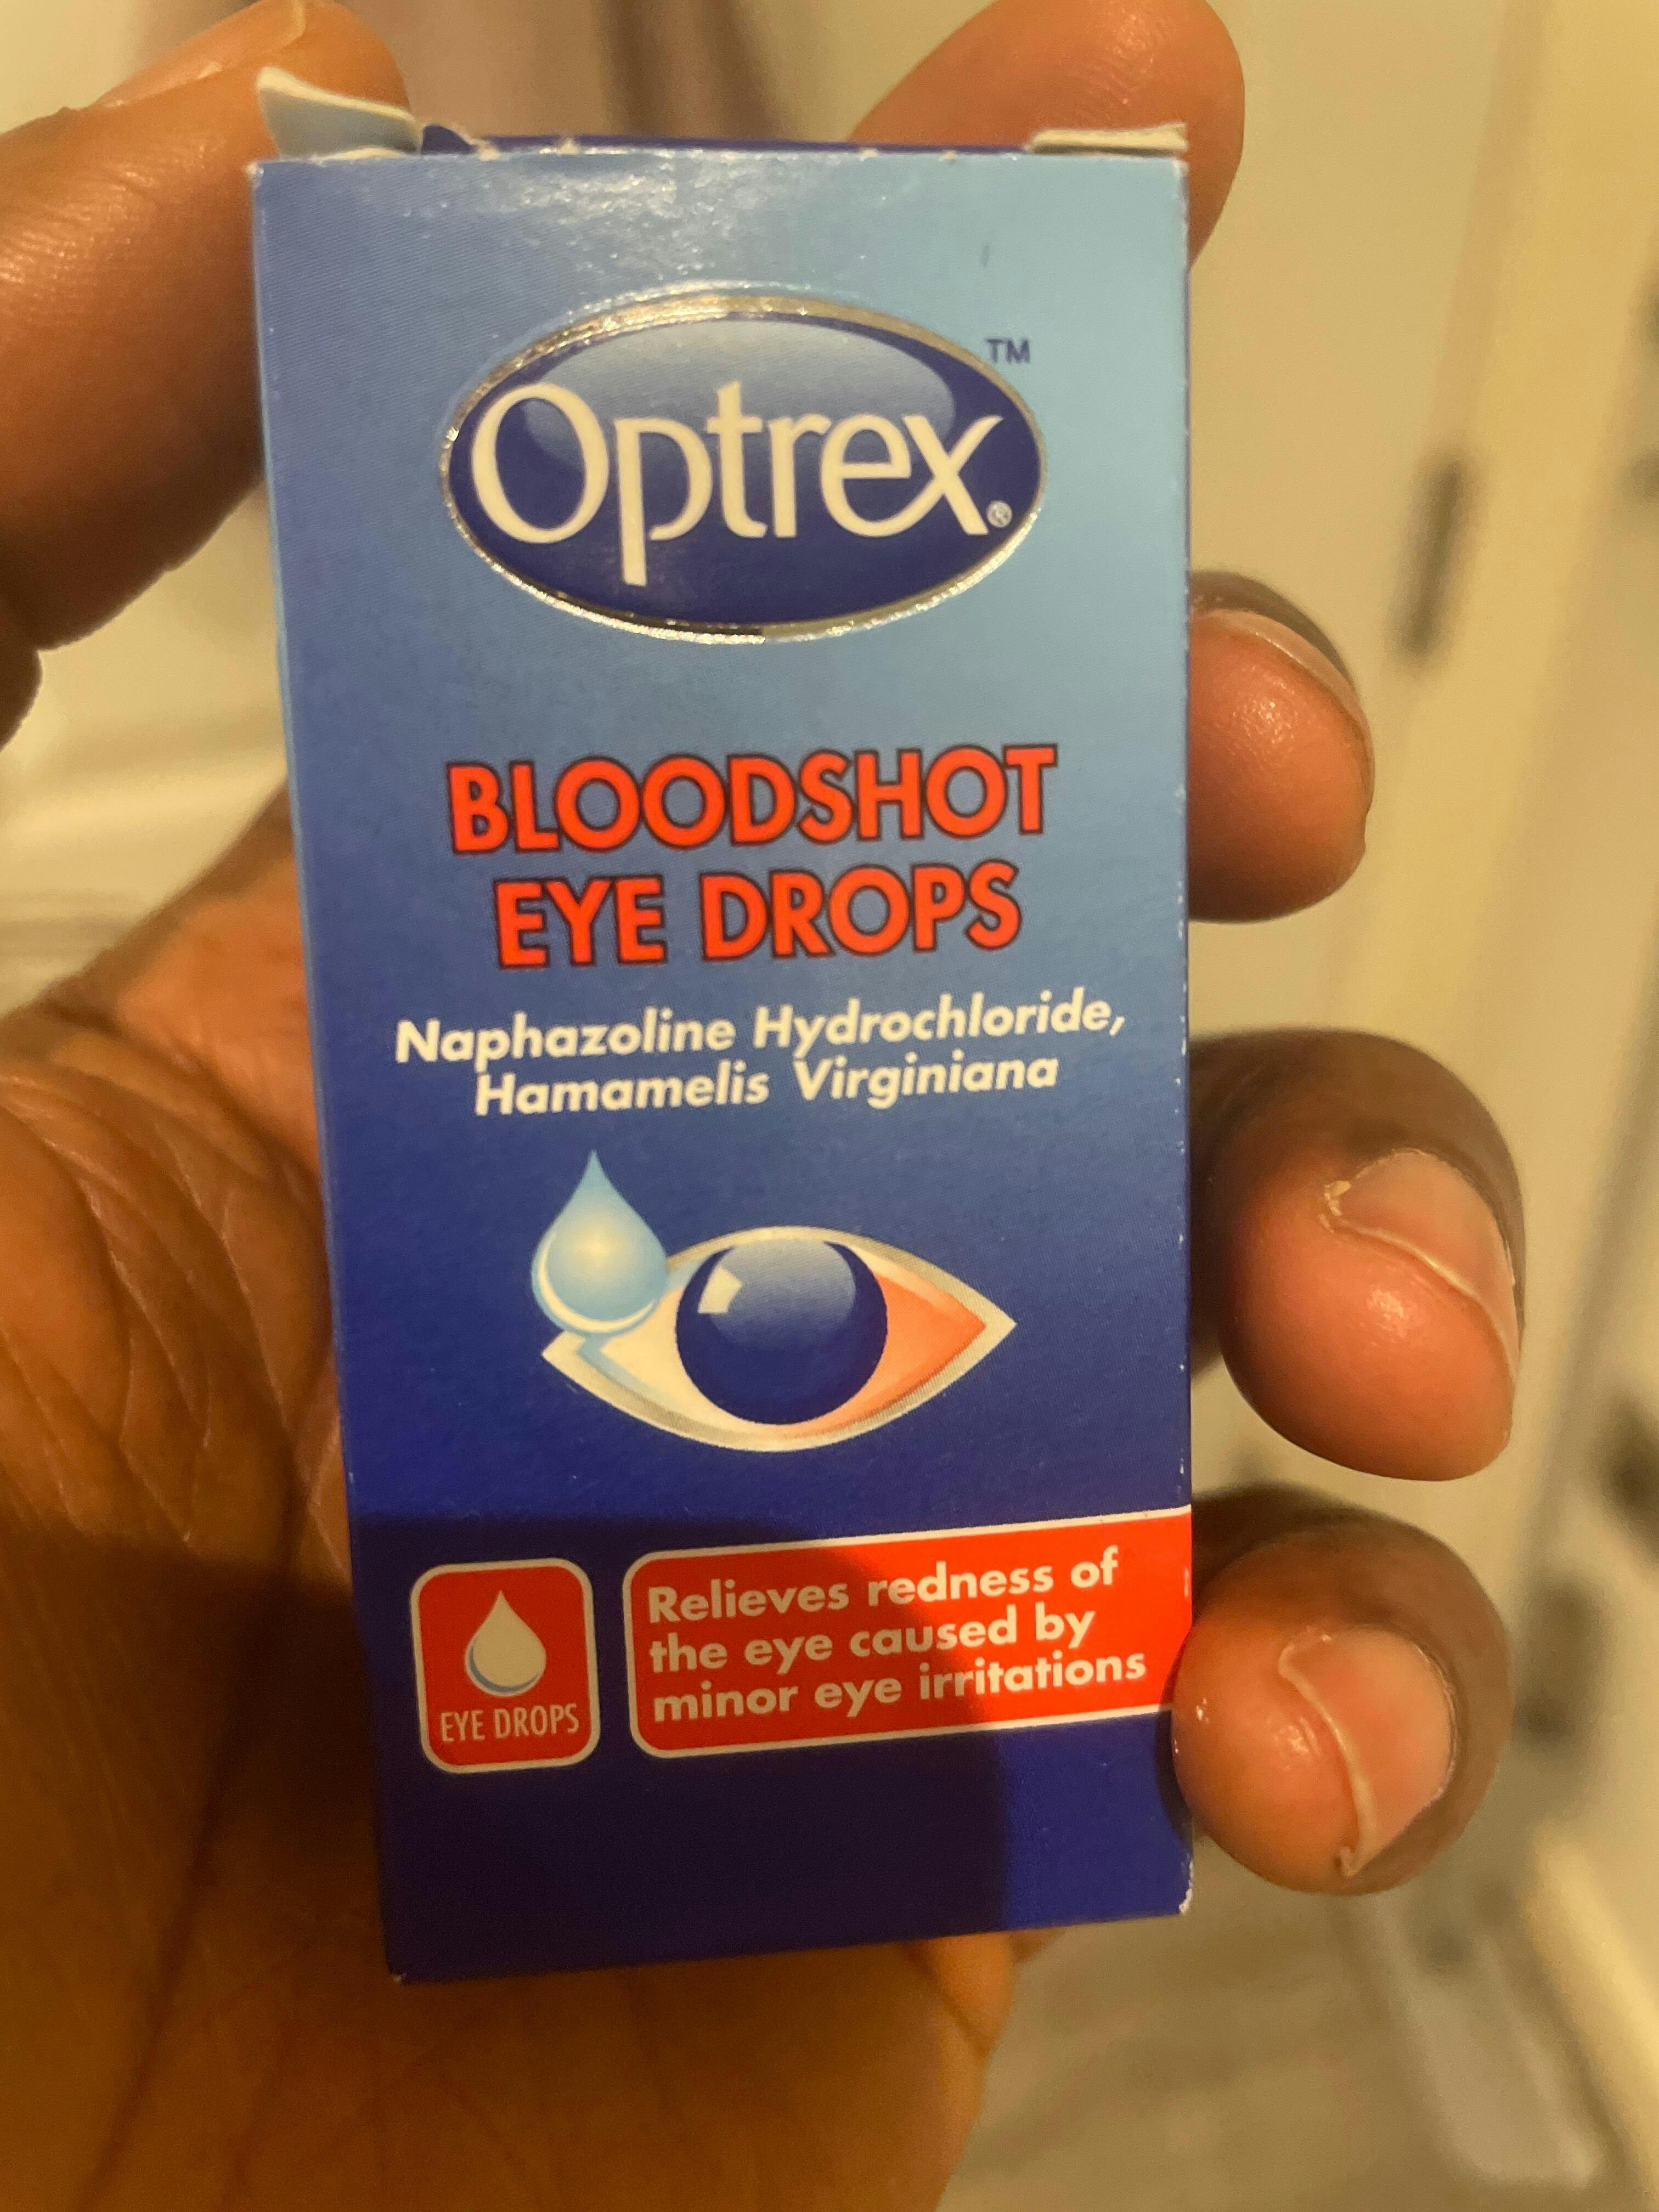 Optrex® ™
BLOODSHOT
EYE DROPS
Naphazoline Hydrochloride,
Hamamelis Virginiana
EYE DROPS
Relieves redness of
the eye caused by
minor eye irritations